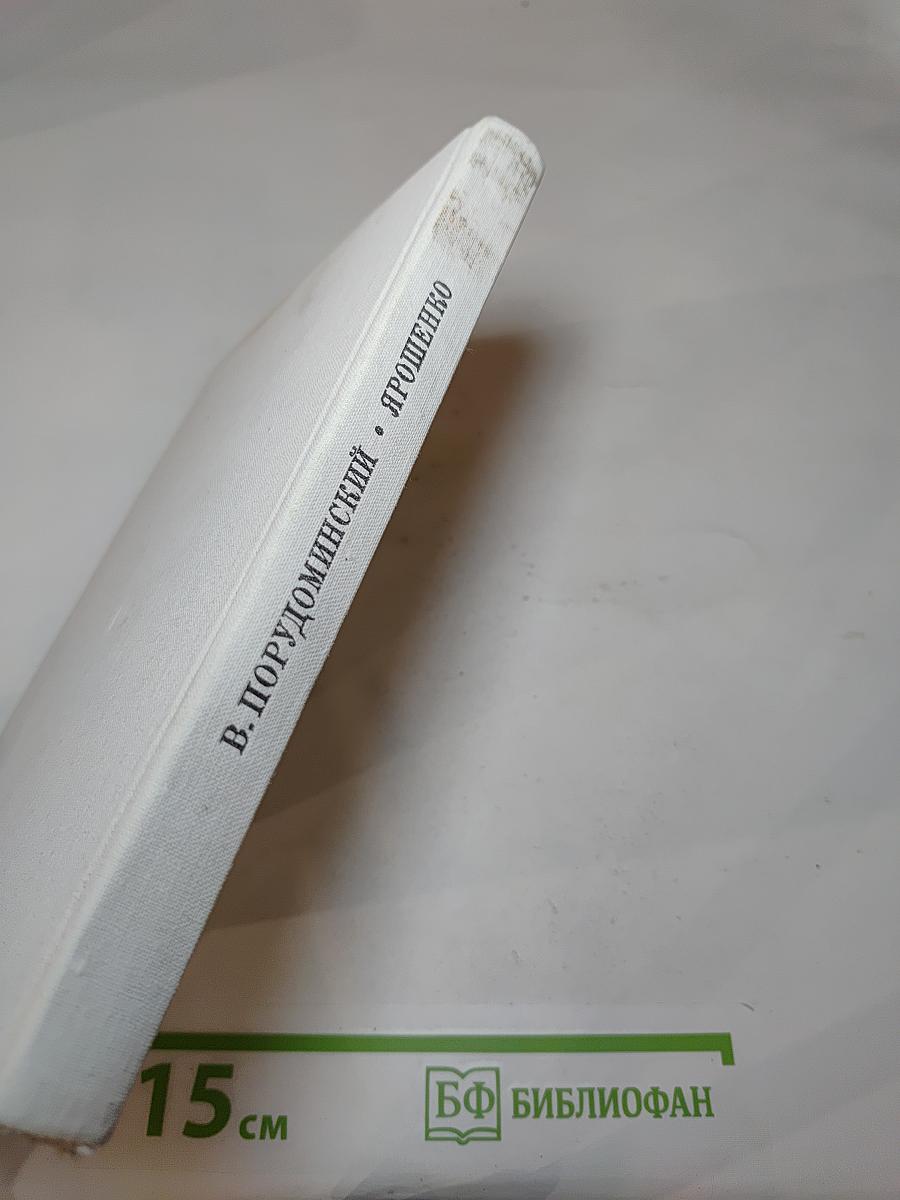 В. ПОРУДОМИНСКИЙ • ЯРОШЕНКО
15 см
БФ БИБЛИОФАН